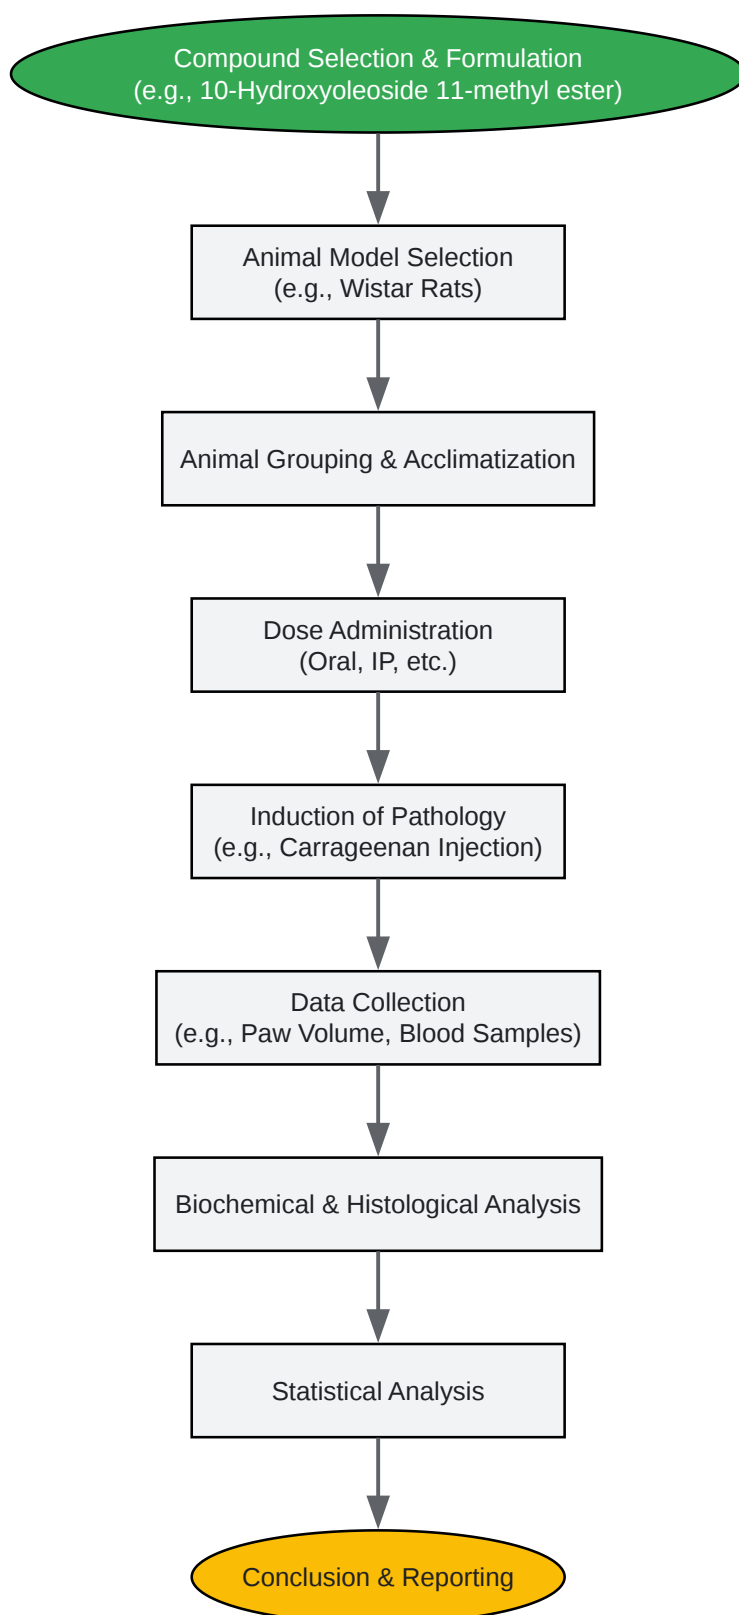 Compound Selection & Formulation
(e.g., 10-Hydroxyoleoside 11-methyl ester)
Animal Model Selection
(e.g., Wistar Rats)
Animal Grouping & Acclimatization
Dose Administration
(Oral, IP, etc.)
Induction of Pathology
(e.g., Carrageenan Injection)
Data Collection
(e.g., Paw Volume, Blood Samples)
Biochemical & Histological Analysis
Statistical Analysis
Conclusion & Reporting